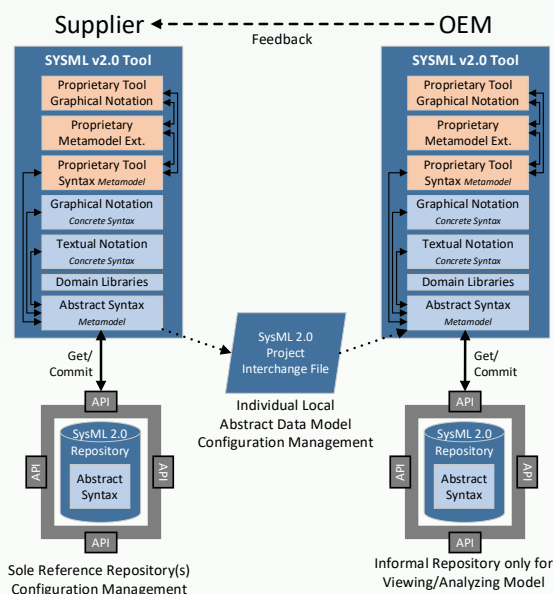 Supplier
OEM
Feedback
SYSML v2.0 Tool
Proprietary Tool
Graphical Notation
Proprietary
Metamodel Ext.
Proprietary Tool
Syntax Metamodel
Graphical Notation
Concrete Syntax
Textual Notation
Concrete Syntax
Domain Libraries
Abstract Syntax
Metamodel
Get/
Commit
API
API
SysML 2.0
Repository
Abstract
Syntax
API
API
Sole Reference Repository(s)
Configuration Management
SysML 2.0
Project
Interchange File
Individual Local
Abstract Data Model
Configuration Management
SYSML v2.0 Tool
Proprietary Tool
Graphical Notation
Proprietary
Metamodel Ext.
Proprietary Tool
Syntax Metamodel
Graphical Notation
Concrete Syntax
Textual Notation
Concrete Syntax
Domain Libraries
Abstract Syntax
Metamodel
Get/
Commit
API
API
SysML 2.0
Repository
Abstract
Syntax
API
API
Informal Repository only for
Viewing/Analyzing Model